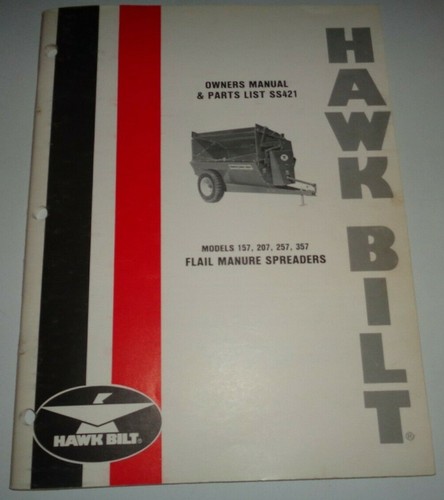 OWNERS MANUAL
& PARTS LIST SS421
MODELS 157, 207, 257, 357
FLAIL MANURE SPREADERS
HAWK BILT®
HAWK BILT®